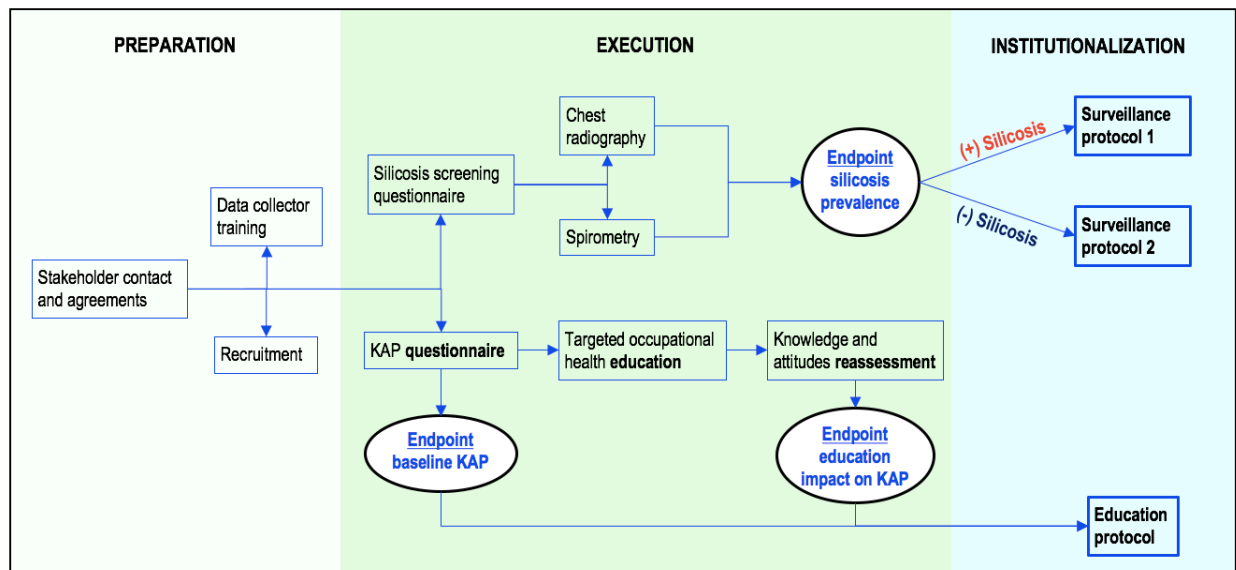 PREPARATION
EXECUTION
INSTITUTIONALIZATION
Stakeholder contact
and agreements
Data collector
training
Recruitment
Silicosis screening
questionnaire
Chest
radiography
Spirometry
Endpoint
silicosis
prevalence
(+) Silicosis
(-) Silicosis
Surveillance
protocol 1
Surveillance
protocol 2
KAP questionnaire
Targeted occupational
health education
Knowledge and
attitudes reassessment
Endpoint
baseline KAP
Endpoint
education
impact on KAP
Education
protocol